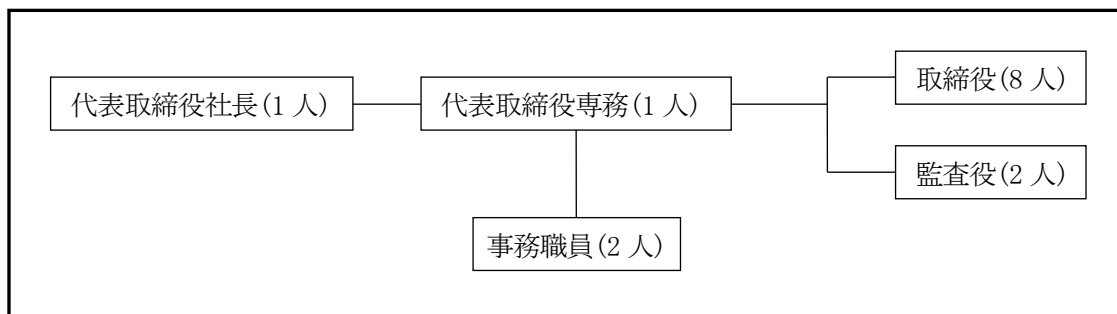 代表取締役社長(1 人)
代表取締役専務(1 人)
取締役(8 人)
監査役(2 人)
事務職員(2 人)